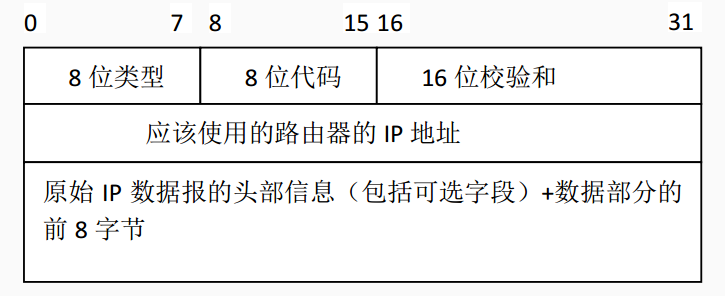 0 7 8 15 16 31
8 位类型 8 位代码 16 位校验和
应该使用的路由器的 IP 地址
原始 IP 数据报的头部信息（包括可选字段）+数据部分的
前 8 字节